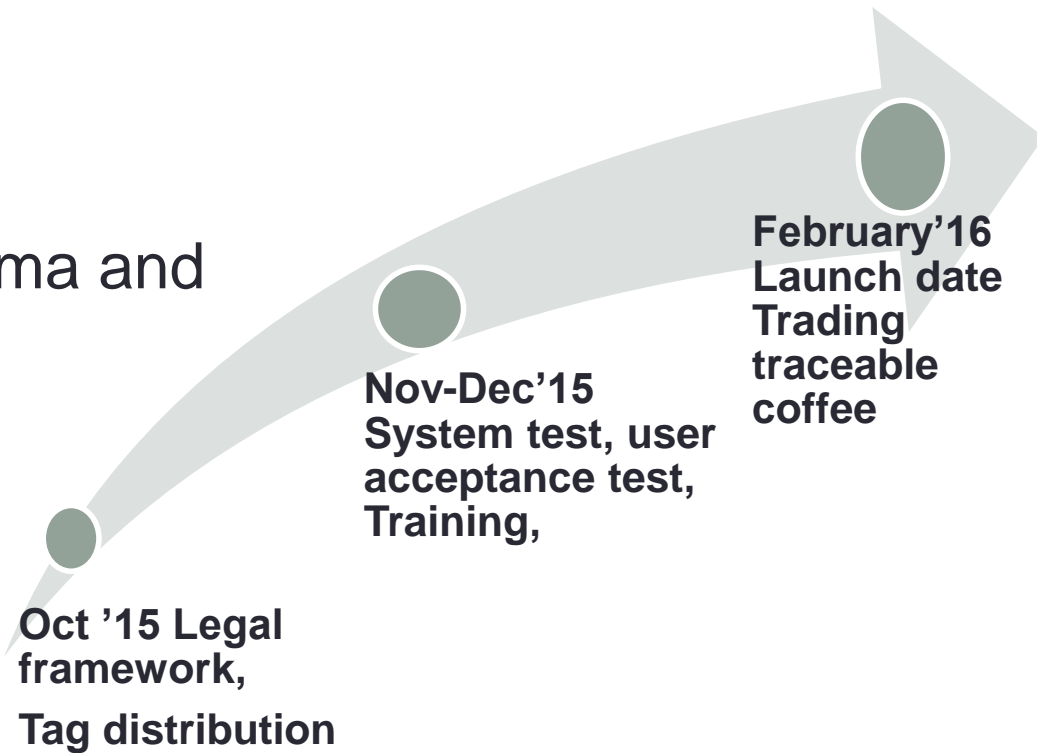 and
Oct ’15 Legal
framework,
Tag distribution
Nov-Dec’15
System test, user
acceptance test,
Training,
February’16
Launch date
Trading
traceable
coffee